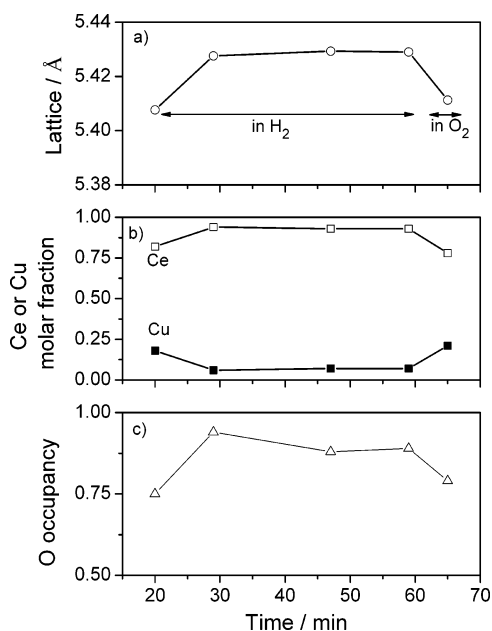 5.44
a)
5.42
5.40
5.38
Lattice / Å
in H2
in O2
1.00
b)
0.75
0.50
0.25
0.00
Ce or Cu
molar fraction
Ce
Cu
1.00
c)
0.75
0.50
O occupancy
20 30 40 50 60 70
Time / min